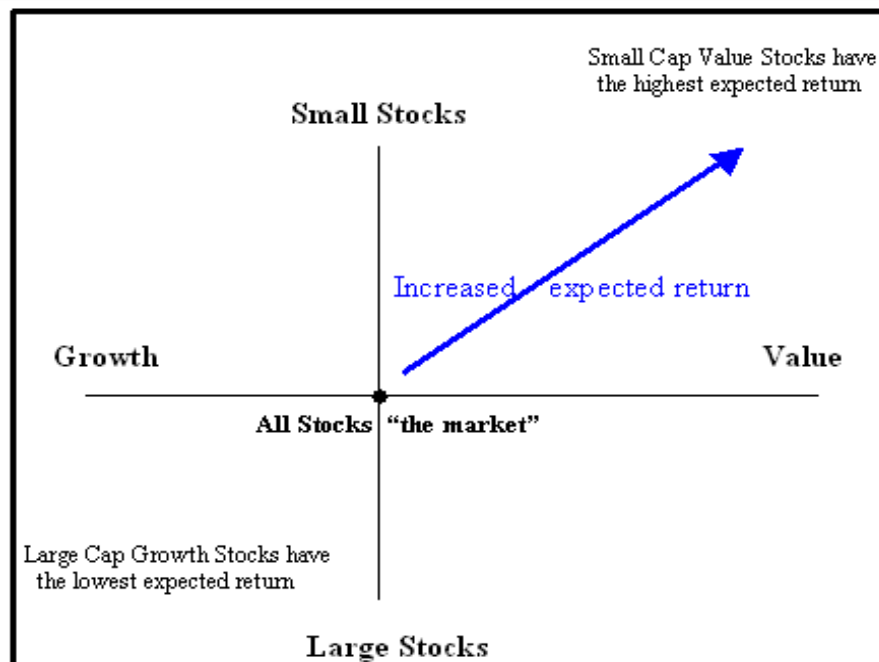 Small Cap Value Stocks have
the highest expected return
Small Stocks
Increased expected return
Growth
Value
All Stocks "the market"
Large Cap Growth Stocks have
the lowest expected return
Large Stocks